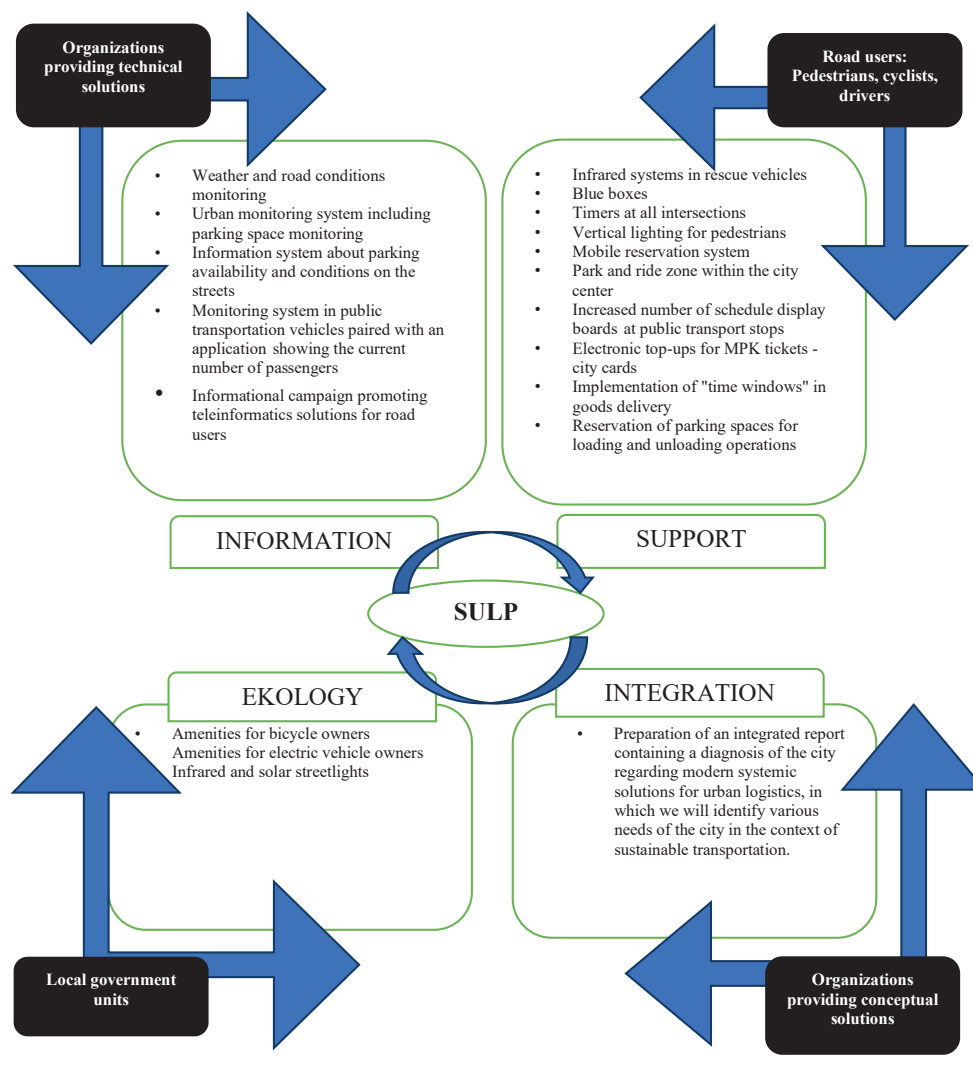 Organizations
providing technical
solutions
Road users:
Pedestrians, cyclists,
drivers
• Weather and road conditions
monitoring
• Urban monitoring system including
parking space monitoring
• Information system about parking
availability and conditions on the
streets
• Monitoring system in public
transportation vehicles paired with an
application showing the current
number of passengers
• Informational campaign promoting
teleinformatics solutions for road
users
• Infrared systems in rescue vehicles
• Blue boxes
• Timers at all intersections
• Vertical lighting for pedestrians
• Mobile reservation system
• Park and ride zone within the city
center
• Increased number of schedule display
boards at public transport stops
• Electronic top-ups for MPK tickets -
city cards
• Implementation of "time windows" in
goods delivery
• Reservation of parking spaces for
loading and unloading operations
INFORMATION
SUPPORT
SULP
EKOLOGY
INTEGRATION
• Amenities for bicycle owners
Amenities for electric vehicle owners
Infrared and solar streetlights
• Preparation of an integrated report
containing a diagnosis of the city
regarding modern systemic
solutions for urban logistics, in
which we will identify various
needs of the city in the context of
sustainable transportation.
Local government
units
Organizations
providing conceptual
solutions